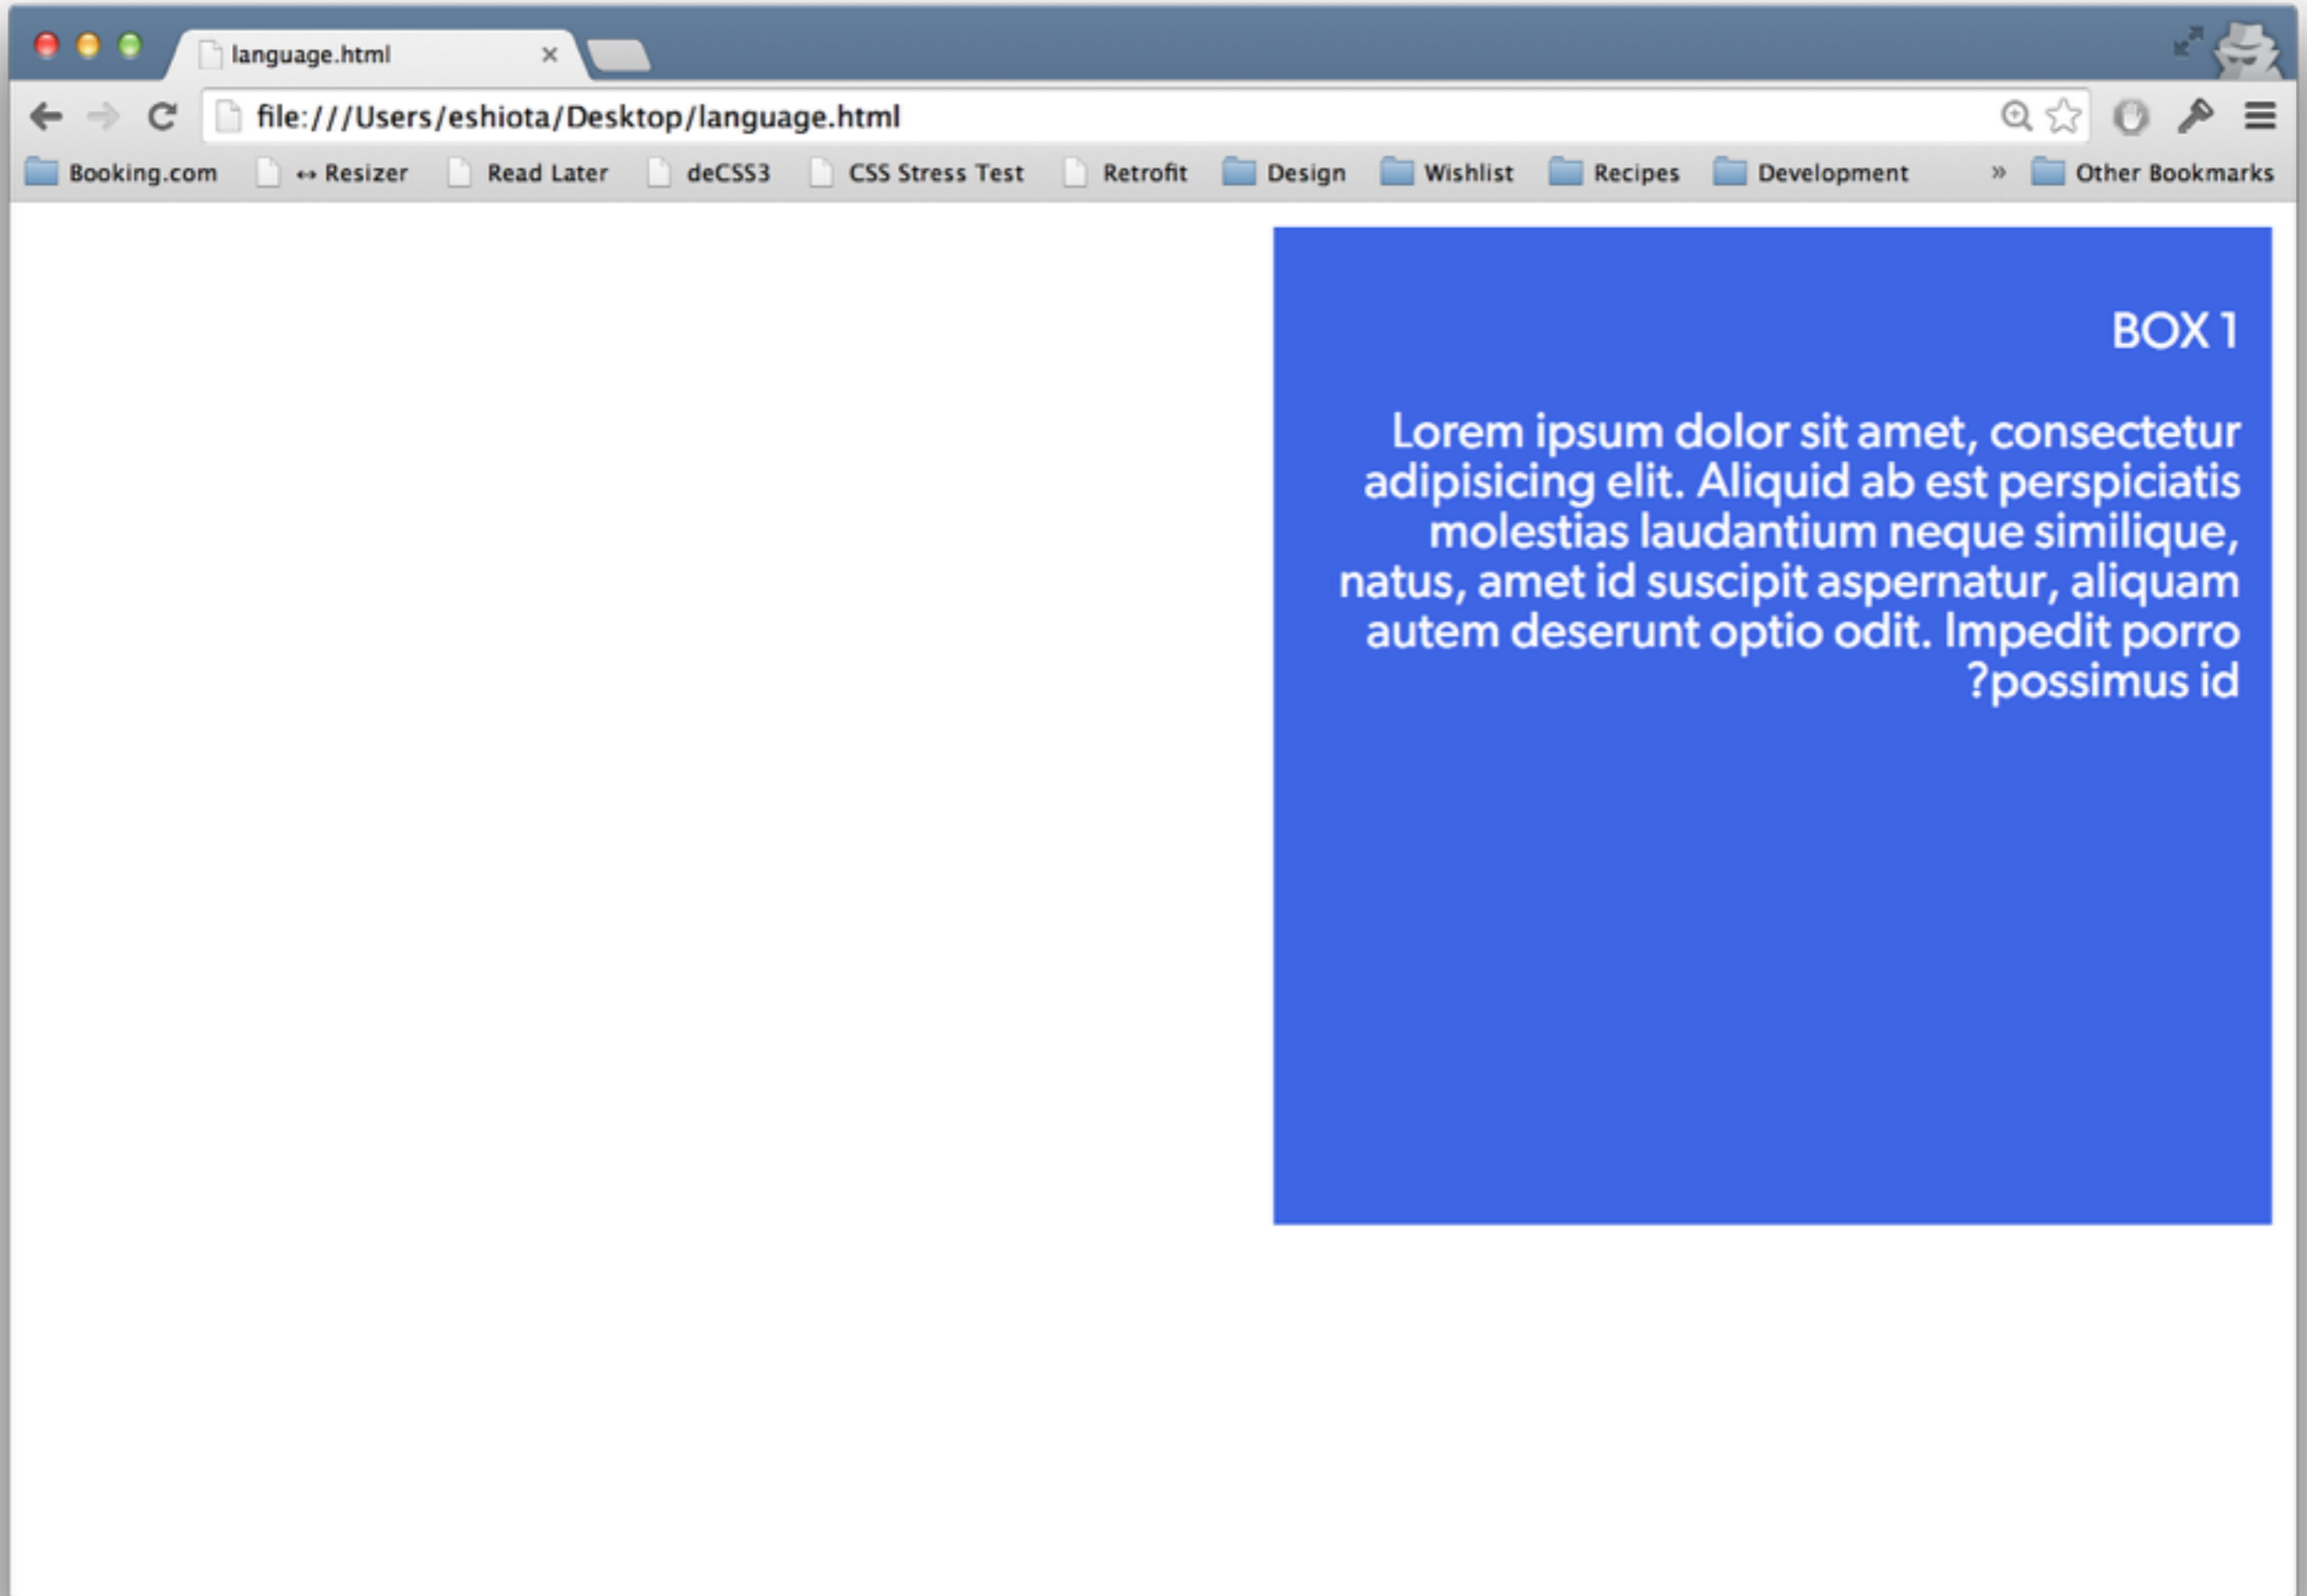 language.html
file:///Users/eshiota/Desktop/language.html
Booking.com ↔ Resizer Read Later deCSS3 CSS Stress Test Retrofit Design Wishlist Recipes Development » Other Bookmarks
BOX 1
Lorem ipsum dolor sit amet, consectetur
adipisicing elit. Aliquid ab est perspiciatis
molestias laudantium neque similique,
natus, amet id suscipit aspernatur, aliquam
autem deserunt optio odit. Impedit porro
?possimus id